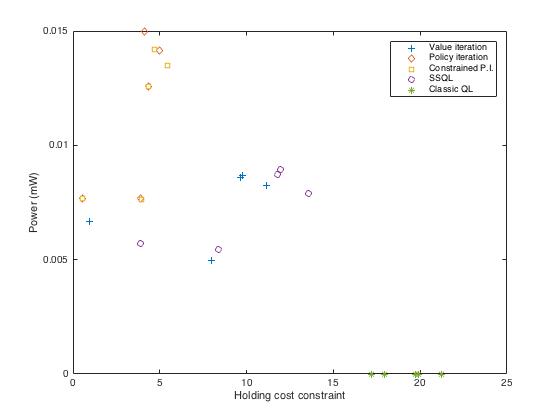 0.015
0.01
0.005
0
0
5
10
15
20
25
Power (mW)
Holding cost constraint
Value iteration
Policy iteration
Constrained P.I.
SSQL
Classic QL